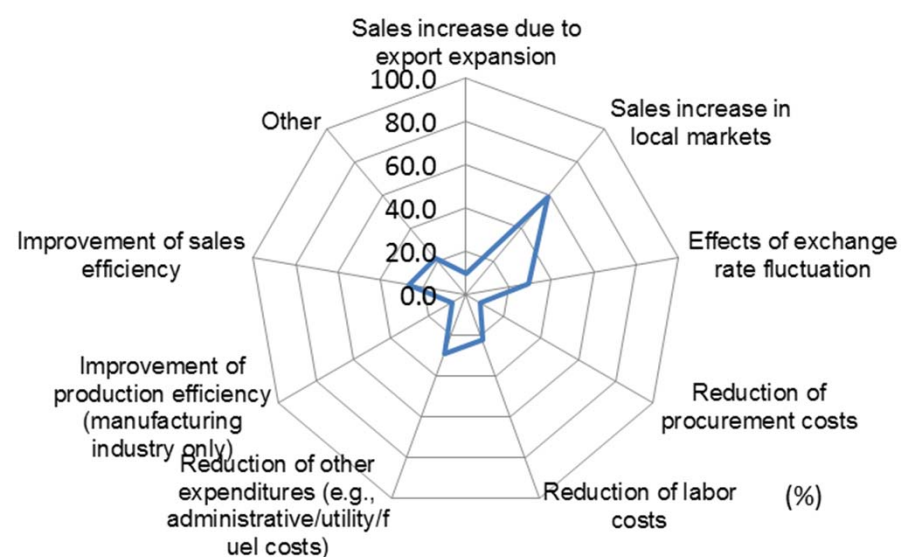 Sales increase due to
export expansion
100.0
80.0
60.0
40.0
20.0
0.0
Sales increase in
local markets
Effects of exchange
rate fluctuation
Reduction of
procurement costs
Reduction of labor
costs
(%)
Reduction of other
expenditures (e.g.,
administrative/utility/f
uel costs)
Improvement of
production efficiency
(manufacturing
industry only)
Improvement of sales
efficiency
Other